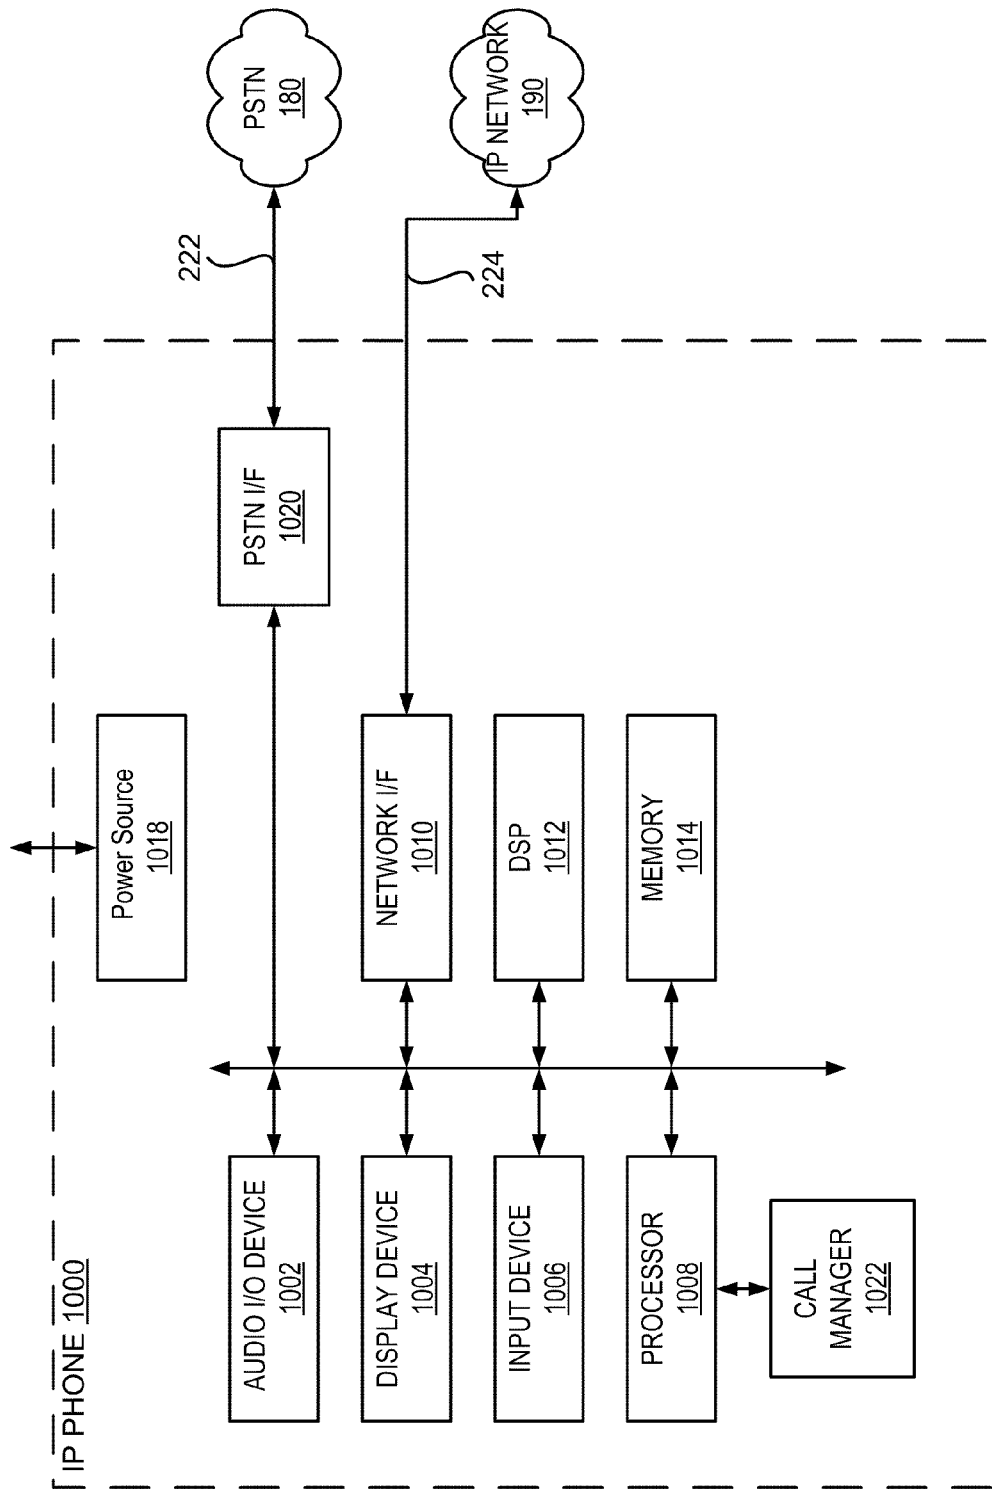 IP PHONE 1000
Power Source
1018
AUDIO I/O DEVICE
1002
PSTN I/F
1020
222
PSTN
180
DISPLAY DEVICE
1004
NETWORK I/F
1010
224
IP NETWORK
190
INPUT DEVICE
1006
DSP
1012
PROCESSOR
1008
MEMORY
1014
CALL
MANAGER
1022